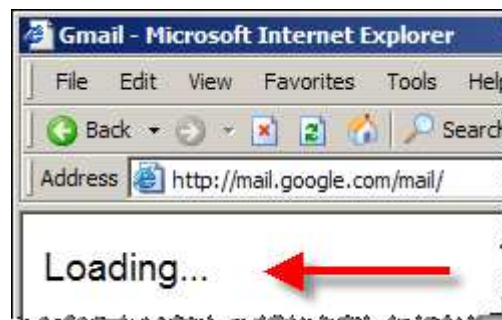 Gmail - Microsoft Internet Explorer
File Edit View Favorites Tools
Back Search
Address http://mail.google.com/mail/
Loading...